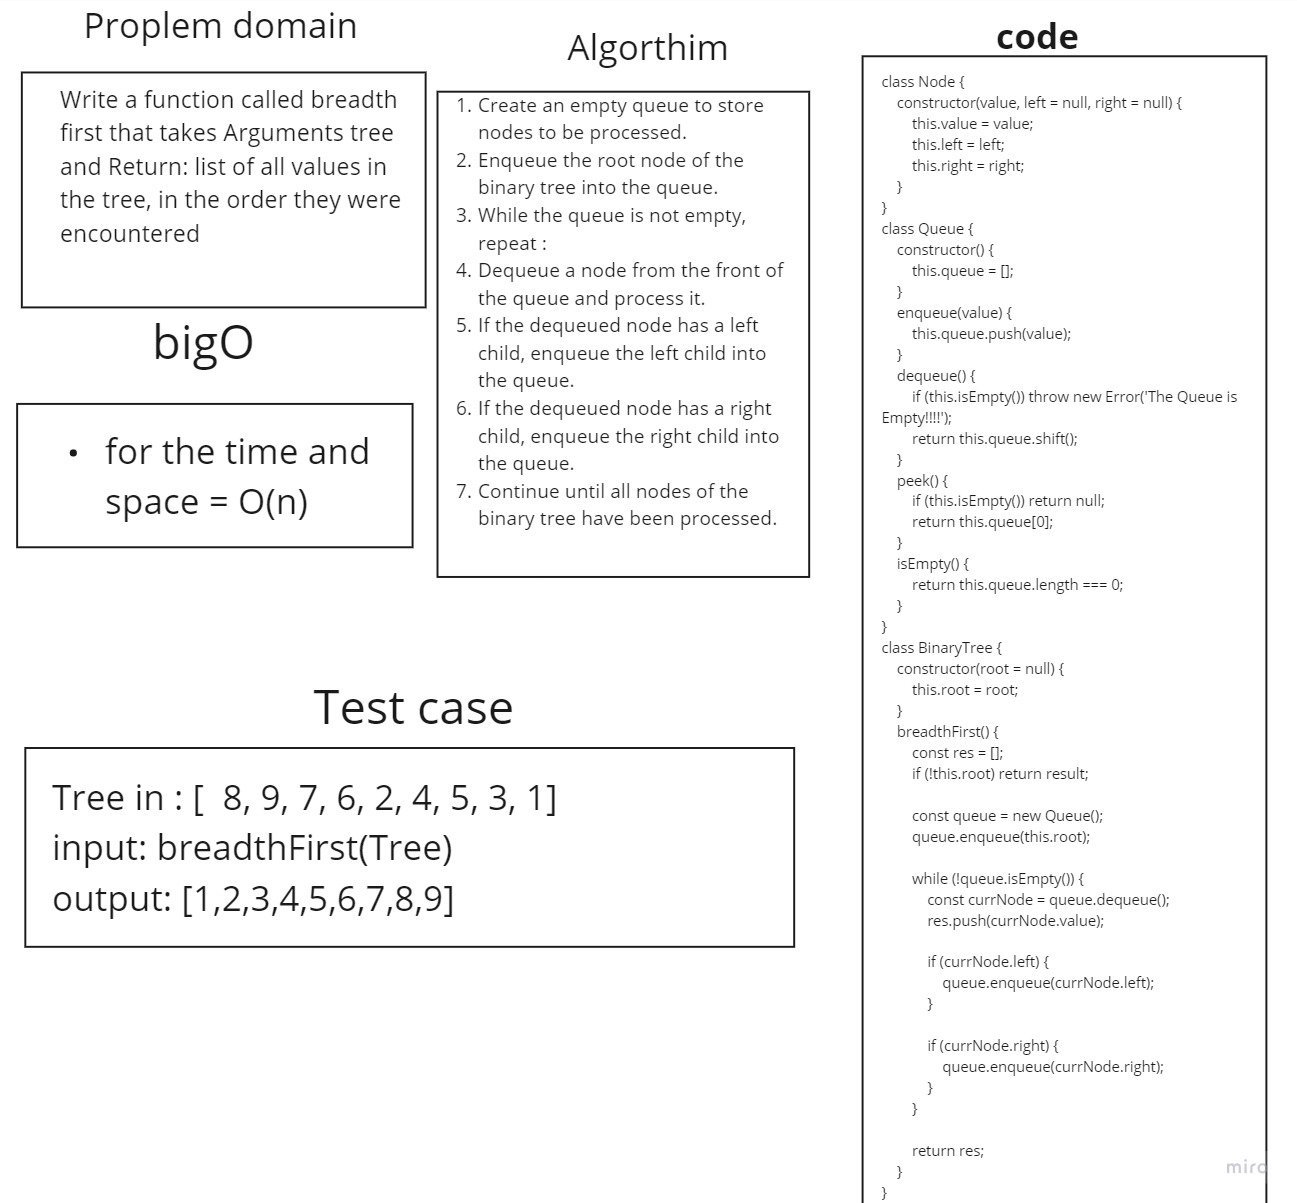 Proplem domain
Write a function called breadth
first that takes Arguments tree
and Return: list of all values in
the tree, in the order they were
encountered
bigO
• for the time and
space = O(n)
Algorthim
1. Create an empty queue to store
nodes to be processed.
2. Enqueue the root node of the
binary tree into the queue.
3. While the queue is not empty,
repeat :
4. Dequeue a node from the front of
the queue and process it.
5. If the dequeued node has a left
child, enqueue the left child into
the queue.
6. If the dequeued node has a right
child, enqueue the right child into
the queue.
7. Continue until all nodes of the
binary tree have been processed.
Test case
Tree in : [  8, 9, 7, 6, 2, 4, 5, 3, 1]
input: breadthFirst(Tree)
output: [1,2,3,4,5,6,7,8,9]
code
class Node {
constructor(value, left = null, right = null) {
this.value = value;
this.left = left;
this.right = right;
}
}
class Queue {
constructor() {
this.queue = [];
}
enqueue(value) {
this.queue.push(value);
}
dequeue() {
if (this.isEmpty()) throw new Error('The Queue is
Empty!!!!');
return this.queue.shift();
}
peek() {
if (this.isEmpty()) return null;
return this.queue[0];
}
isEmpty() {
return this.queue.length === 0;
}
}
class BinaryTree {
constructor(root = null) {
this.root = root;
}
breadthFirst() {
const res = [];
if (!this.root) return result;
const queue = new Queue();
queue.enqueue(this.root);
while (!queue.isEmpty()) {
const currNode = queue.dequeue();
res.push(currNode.value);
if (currNode.left) {
queue.enqueue(currNode.left);
}
if (currNode.right) {
queue.enqueue(currNode.right);
}
}
return res;
}
}
miro